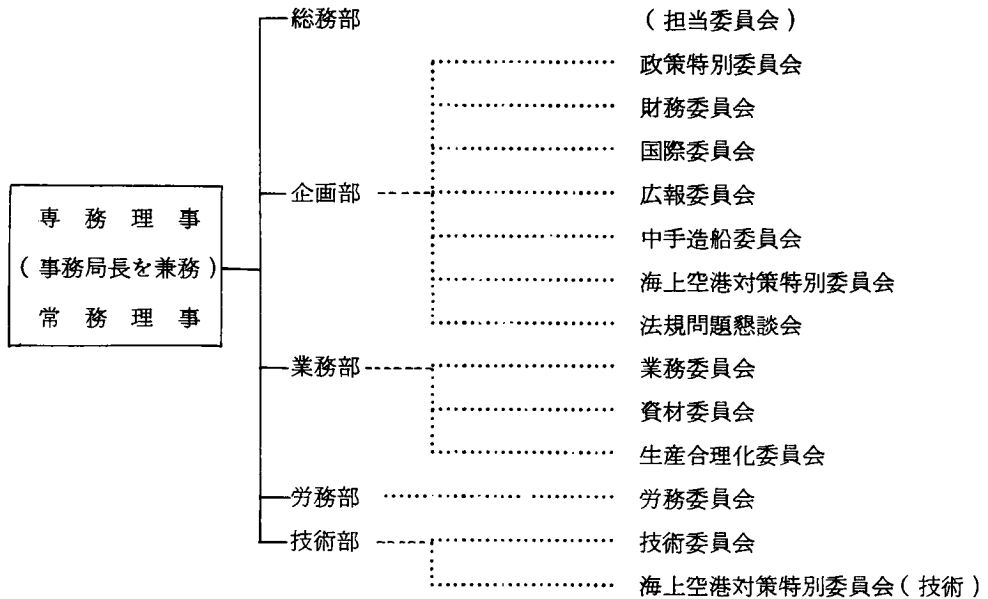 総務部 (担当委員会)
政策特別委員会
財務委員会
国際委員会
企画部 広報委員会
専務理事
中手造船委員会
(事務局長を兼務)
海上空港対策特別委員会
常務理事
法規問題懇談会
業務部 業務委員会
資材委員会
生産合理化委員会
労務部 労務委員会
技術部 技術委員会
海上空港対策特別委員会(技術)